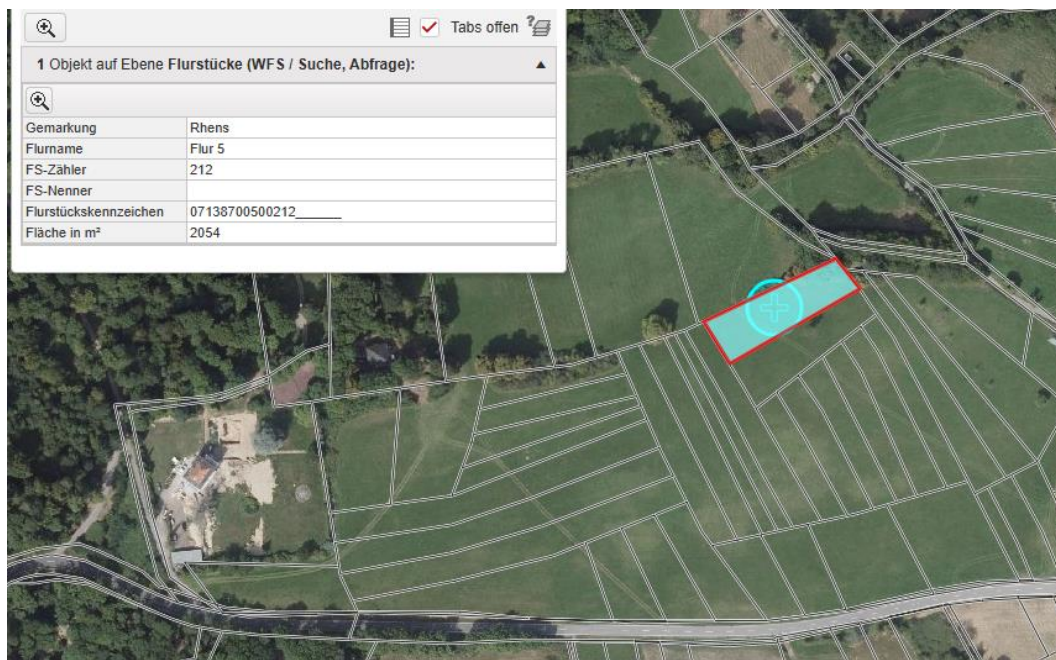 Tabs offen
1 Objekt auf Ebene Flurstücke (WFS / Suche, Abfrage):
Gemarkung Rhens
Flurname Flur 5
FS-Zähler 212
FS-Nenner
Flurstückskennzeichen 07138700500212______
Fläche in m² 2054